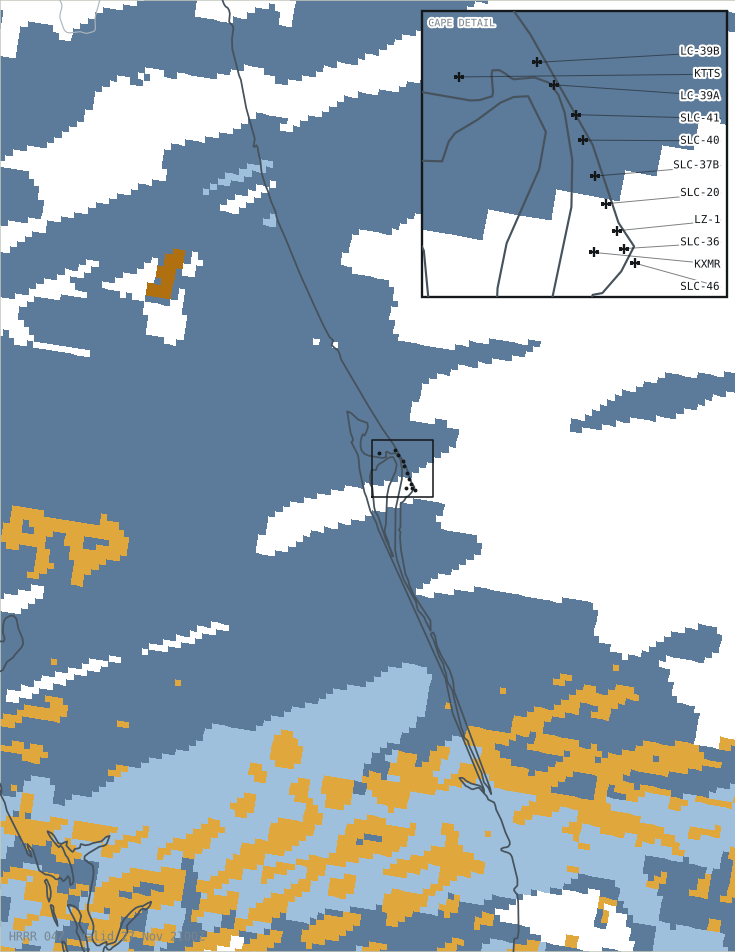 CAPE DETAIL
LC-39B
KTTS
LC-39A
SLC-41
SLC-40
SLC-37B
SLC-20
LZ-1
SLC-36
KXMR
SLC-46
HRRR Nov